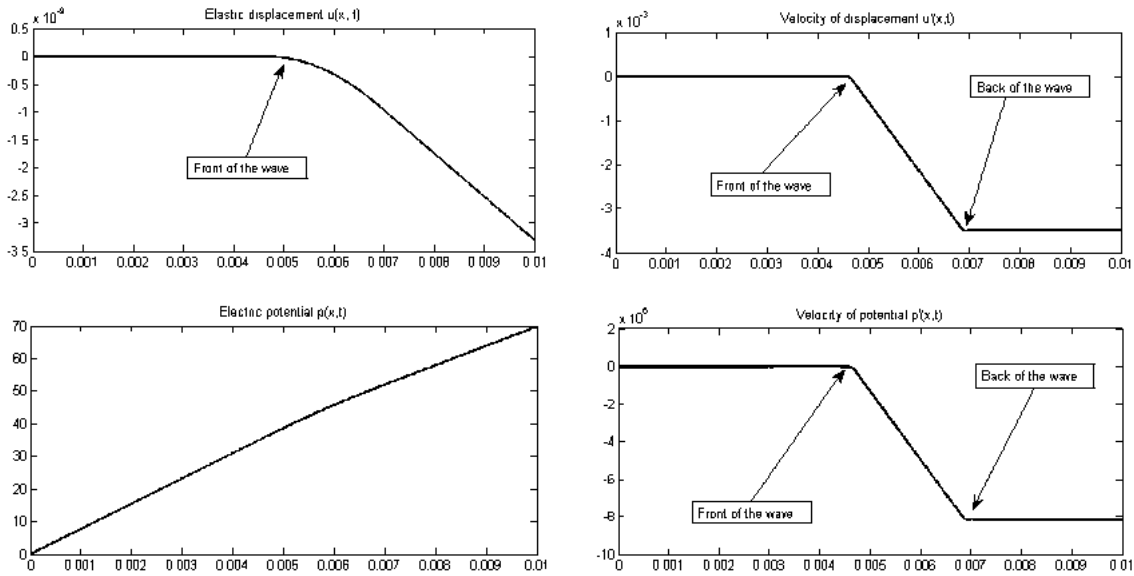 x 10⁻⁹
Elastic displacement u(x, t)
0.5
0
-0.5
-1
-1.5
-2
-2.5
-3
-3.5
0 0.001 0.002 0.003 0.004 0.005 0.006 0.007 0.008 0.009 0.01
Front of the wave
x 10⁻³
Velocity of displacement u'(x,t)
1
0
-1
-2
-3
-4
0 0.001 0.002 0.003 0.004 0.005 0.006 0.007 0.008 0.009 0.01
Back of the wave
Front of the wave
Electric potential p(x,t)
70
60
50
40
30
20
10
0
0 0.001 0.002 0.003 0.004 0.005 0.006 0.007 0.008 0.009 0.01
x 10⁶
Velocity of potential p'(x,t)
2
0
-2
-4
-6
-8
-10
0 0.001 0.002 0.003 0.004 0.005 0.006 0.007 0.008 0.009 0.01
Back of the wave
Front of the wave